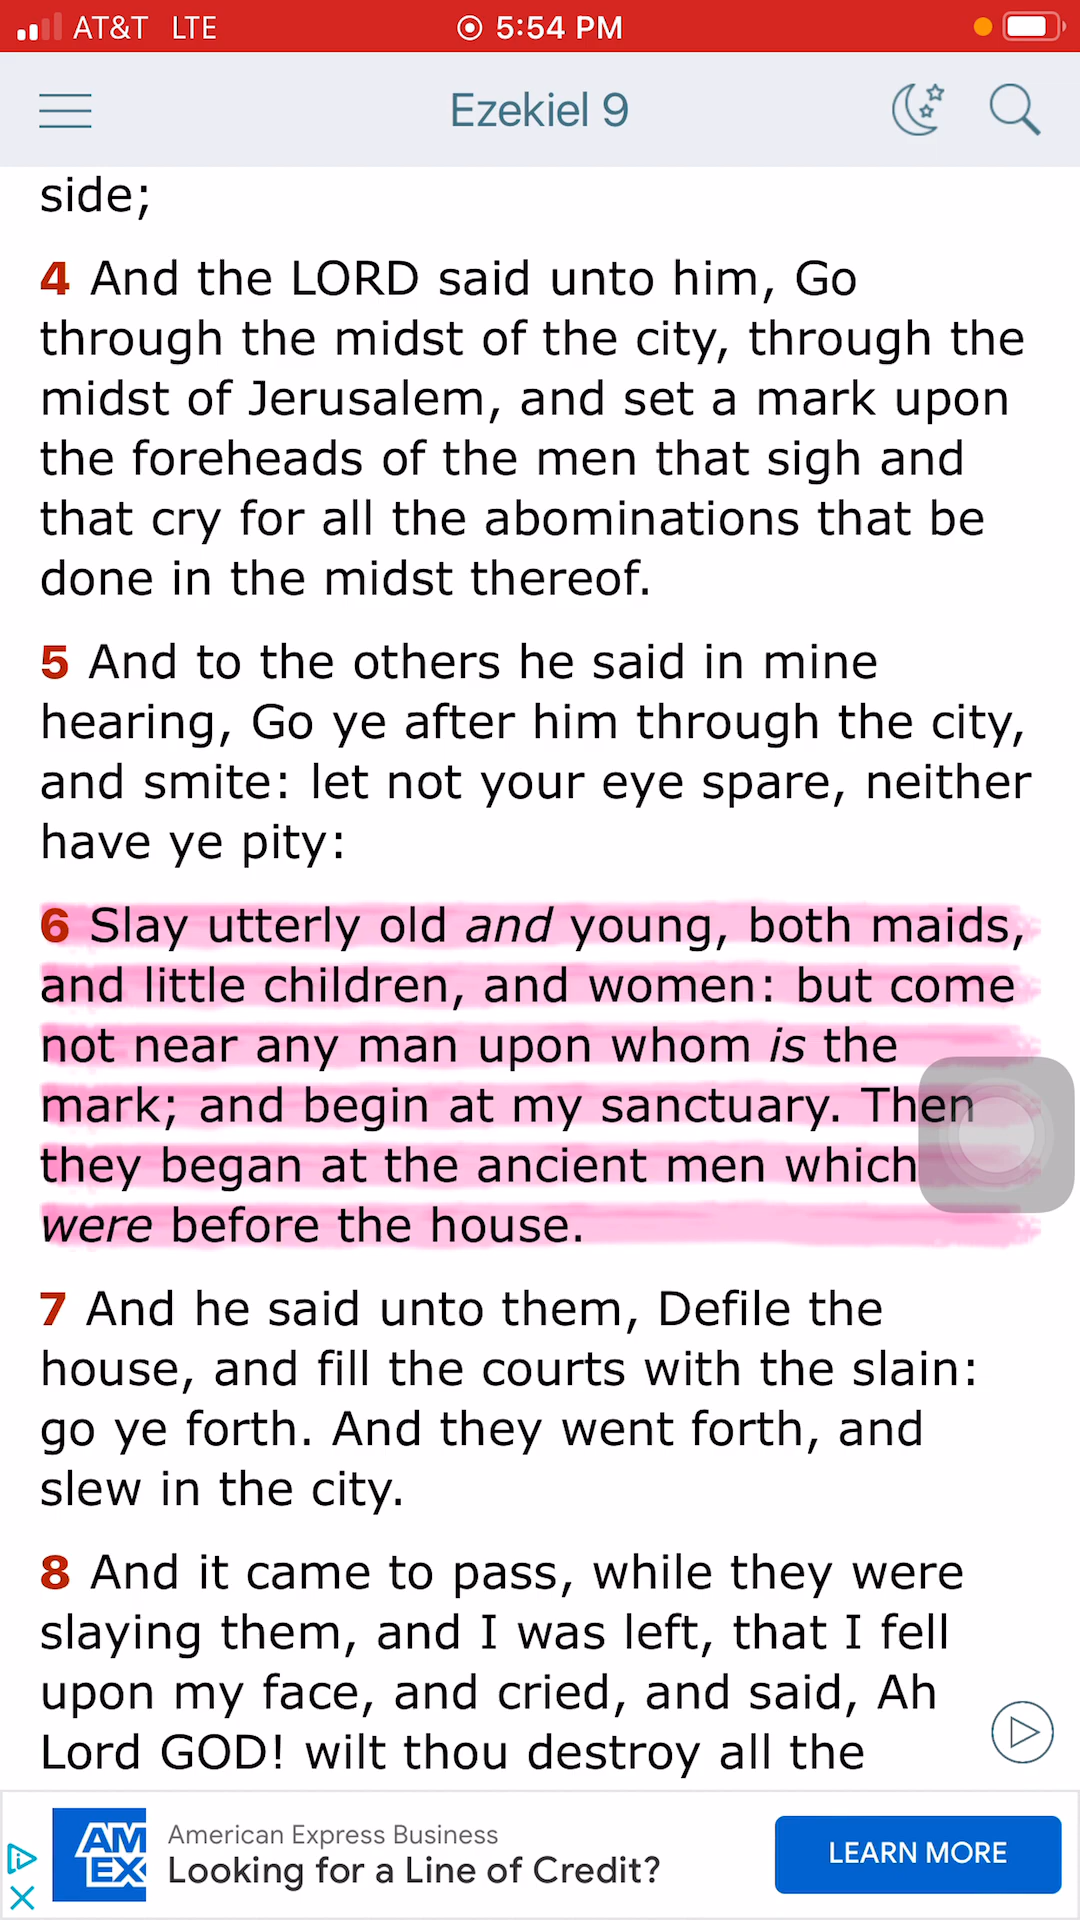 AT&T LTE 5:54 PM
Ezekiel 9
side;
4 And the LORD said unto him, Go
through the midst of the city, through the
midst of Jerusalem, and set a mark upon
the foreheads of the men that sigh and
that cry for all the abominations that be
done in the midst thereof.
5 And to the others he said in mine
hearing, Go ye after him through the city,
and smite: let not your eye spare, neither
have ye pity:
6 Slay utterly old and young, both maids,
and little children, and women: but come
not near any man upon whom is the
mark; and begin at my sanctuary. Then
they began at the ancient men which
were before the house.
7 And he said unto them, Defile the
house, and fill the courts with the slain:
go ye forth. And they went forth, and
slew in the city.
8 And it came to pass, while they were
slaying them, and I was left, that I fell
upon my face, and cried, and said, Ah
Lord GOD! wilt thou destroy all the
AM
EX
American Express Business
Looking for a Line of Credit?
LEARN MORE